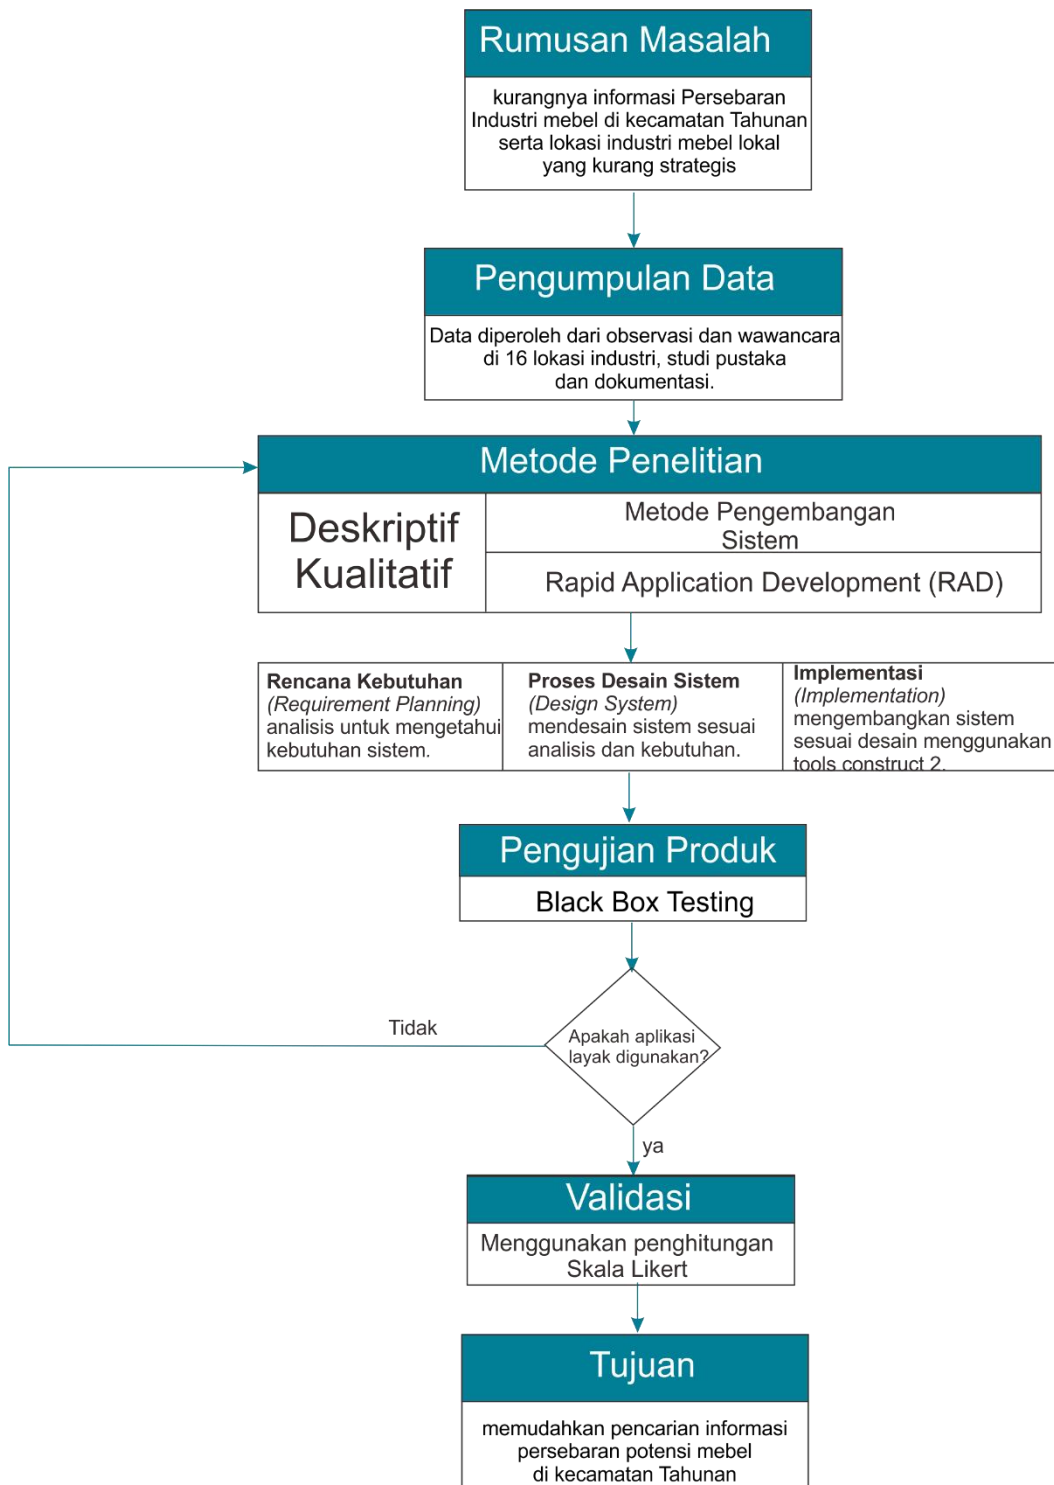 Rumusan Masalah
kurangnya informasi Persebaran
Industri mebel di kecamatan Tahunan
serta lokasi industri mebel lokal
yang kurang strategis
Pengumpulan Data
Data diperoleh dari observasi dan wawancara
di 16 lokasi industri, studi pustaka
dan dokumentasi.
Metode Penelitian
Deskriptif
Kualitatif
Metode Pengembangan
Sistem
Rapid Application Development (RAD)
Rencana Kebutuhan
(Requirement Planning)
analisis untuk mengetahui
kebutuhan sistem.
Proses Desain Sistem
(Design System)
mendesain sistem sesuai
analisis dan kebutuhan.
Implementasi
(Implementation)
mengembangkan sistem
sesuai desain menggunakan
tools construct 2.
Pengujian Produk
Black Box Testing
Apakah aplikasi
layak digunakan?
Tidak
ya
Validasi
Menggunakan penghitungan
Skala Likert
Tujuan
memudahkan pencarian informasi
persebaran potensi mebel
di kecamatan Tahunan